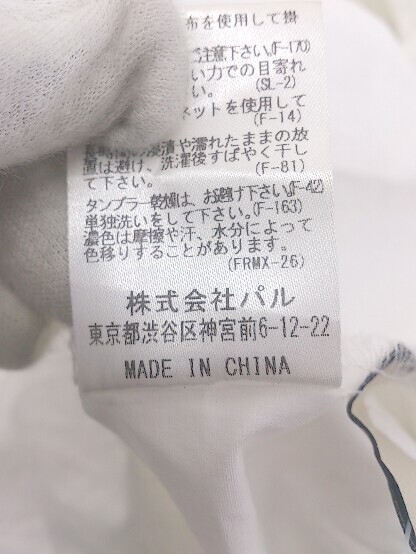 布を使用して掛
ご注意下さい。(F-170)
い力での目寄れ
い。(SL-2)
ネットを使用して
(F-14)
浸漬や濡れたままの放
置は避け、洗濯後すばやく干し
て下さい。(F-81)
タンブラー乾燥は、お避け下さい。(F-42)
単独洗いをして下さい。(F-163)
濃色は摩擦や汗、水分によって
色移りすることがあります。
(FRMX-26)
株式会社パル
東京都渋谷区神宮前6-12-22
MADE IN CHINA